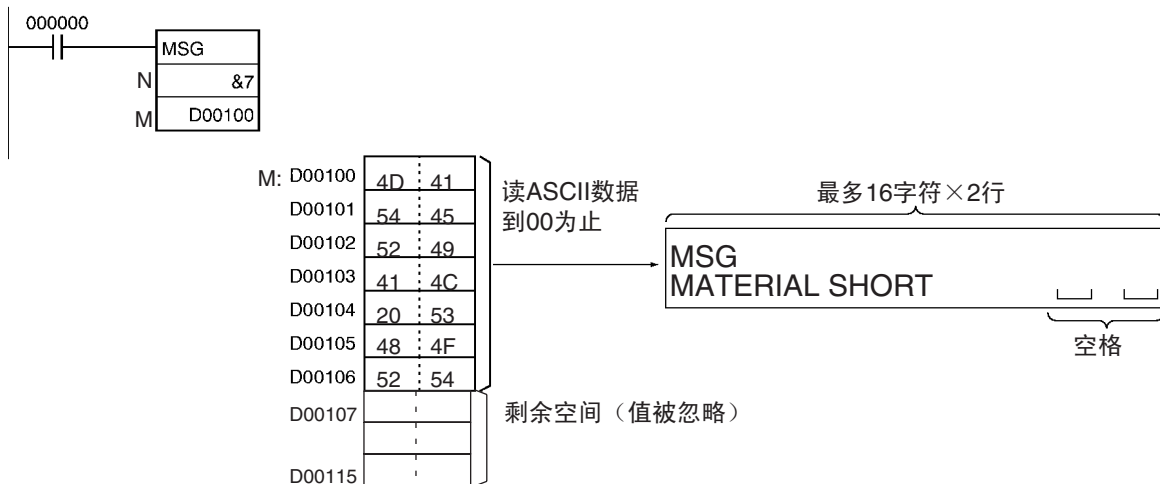 000000
MSG
N &7
M D00100
M: D00100 4D 41
D00101 54 45
D00102 52 49
D00103 41 4C
D00104 20 53
D00105 48 4F
D00106 52 54
D00107
D00115
读ASCII数据
到00为止
剩余空间（值被忽略）
最多16字符×2行
MSG
MATERIAL SHORT
空格